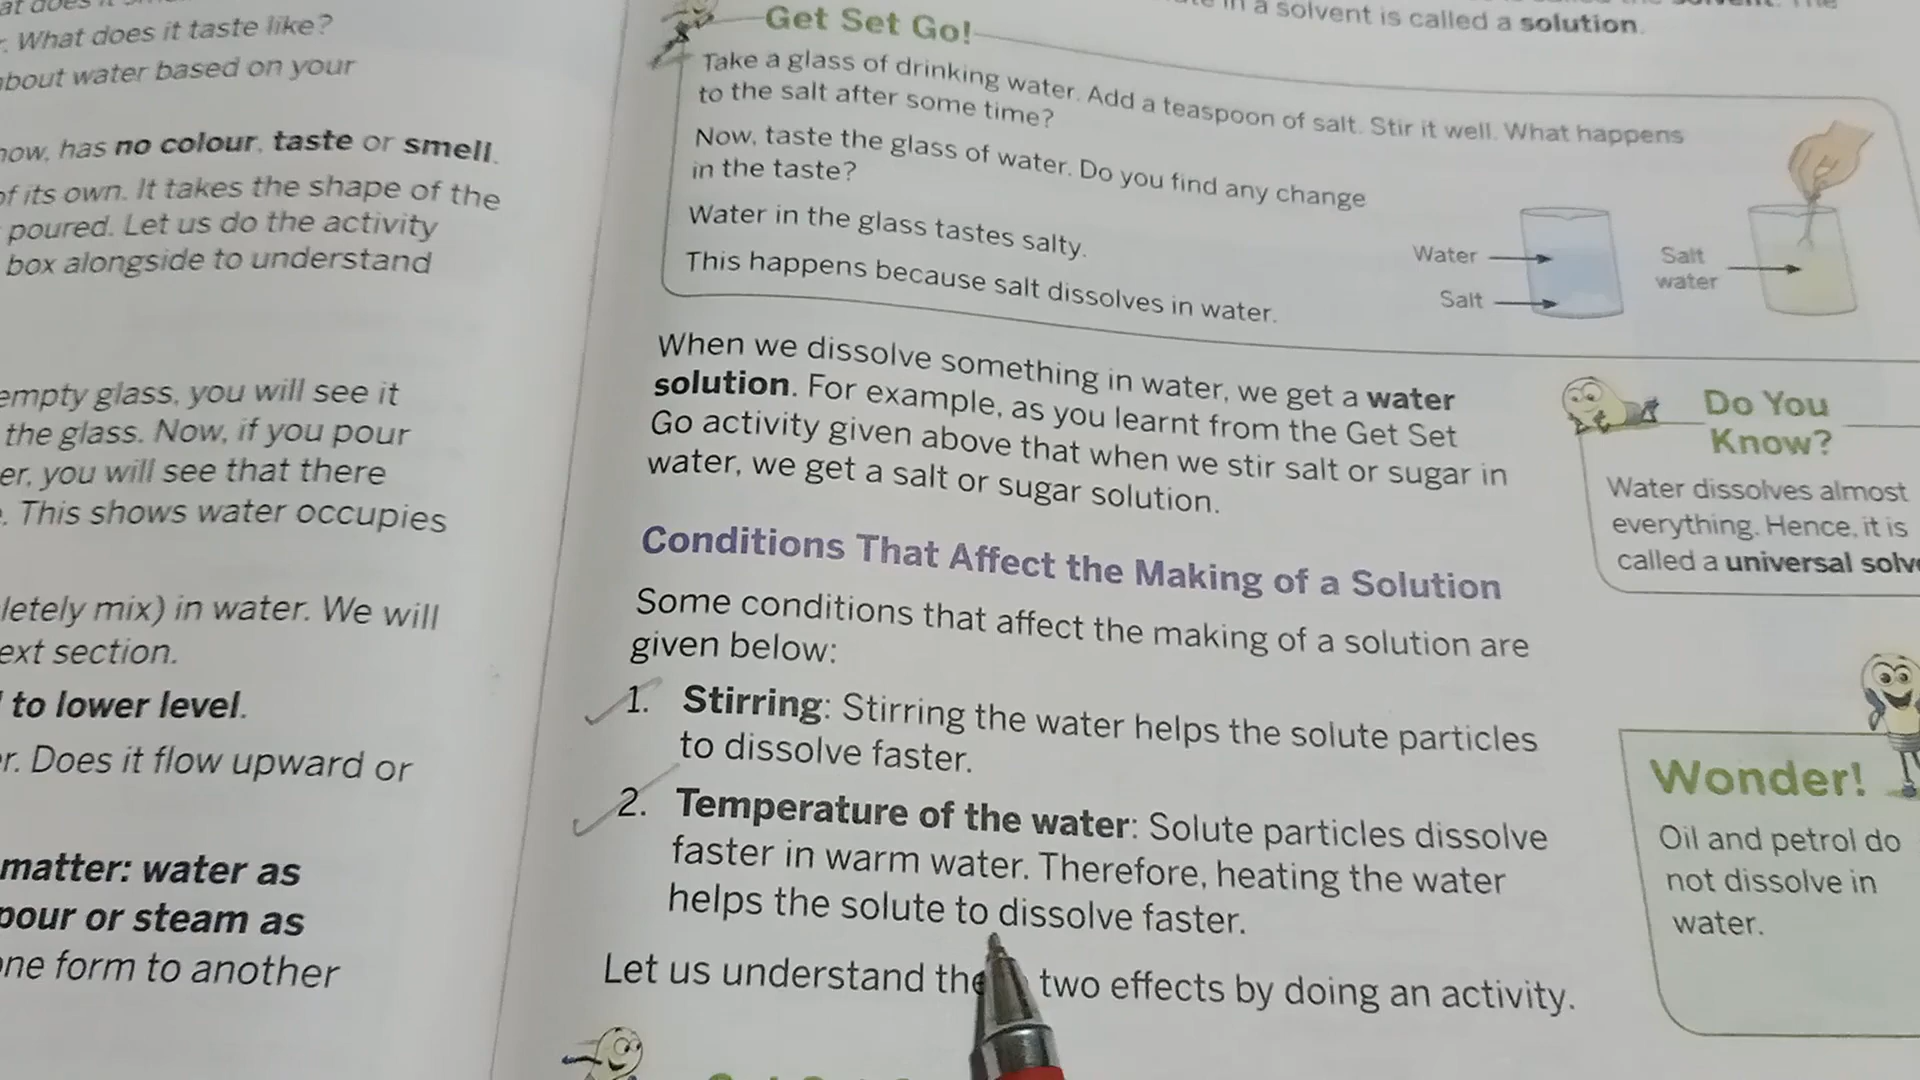 What does it taste like?
about water based on your
now, has no colour, taste or smell.
of its own. It takes the shape of the
poured. Let us do the activity
box alongside to understand
empty glass, you will see it
the glass. Now, if you pour
you will see that there
This shows water occupies
mix) in water. We will
section.
to lower level.
Does it flow upward or
matter: water as
or steam as
form to another
in a solvent is called a solution.
Get Set Go!
Take a glass of drinking water. Add a teaspoon of salt. Stir it well. What happens
to the salt after some time?
Now, taste the glass of water. Do you find any change
in the taste?
Water in the glass tastes salty.
This happens because salt dissolves in water.
Water
Salt
Salt
water
When we dissolve something in water, we get a water
solution. For example, as you learnt from the Get Set
Go activity given above that when we stir salt or sugar in
water, we get a salt or sugar solution.
Do You
Know?
Water dissolves almost
everything. Hence, it is
called a universal
Conditions That Affect the Making of a Solution
Some conditions that affect the making of a solution are
given below:
1. Stirring: Stirring the water helps the solute particles
to dissolve faster.
2. Temperature of the water: Solute particles dissolve
faster in warm water. Therefore, heating the water
helps the solute to dissolve faster.
Let us understand two effects by doing an activity.
Wonder!
Oil and petrol do
not dissolve in
water.